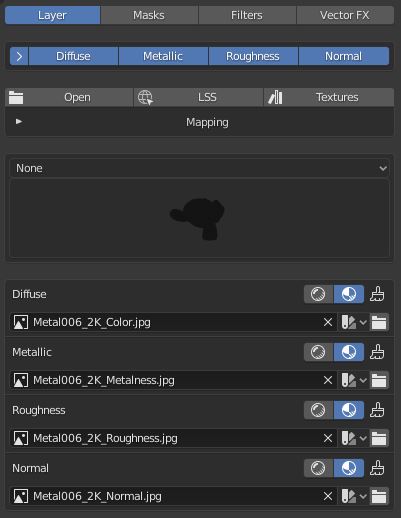 Layer Masks Filters Vector FX
Diffuse Metallic Roughness Normal
Open LSS Textures
Mapping
None
Diffuse
Metal006_2K_Color.jpg
Metallic
Metal006_2K_Metalness.jpg
Roughness
Metal006_2K_Roughness.jpg
Normal
Metal006_2K_Normal.jpg